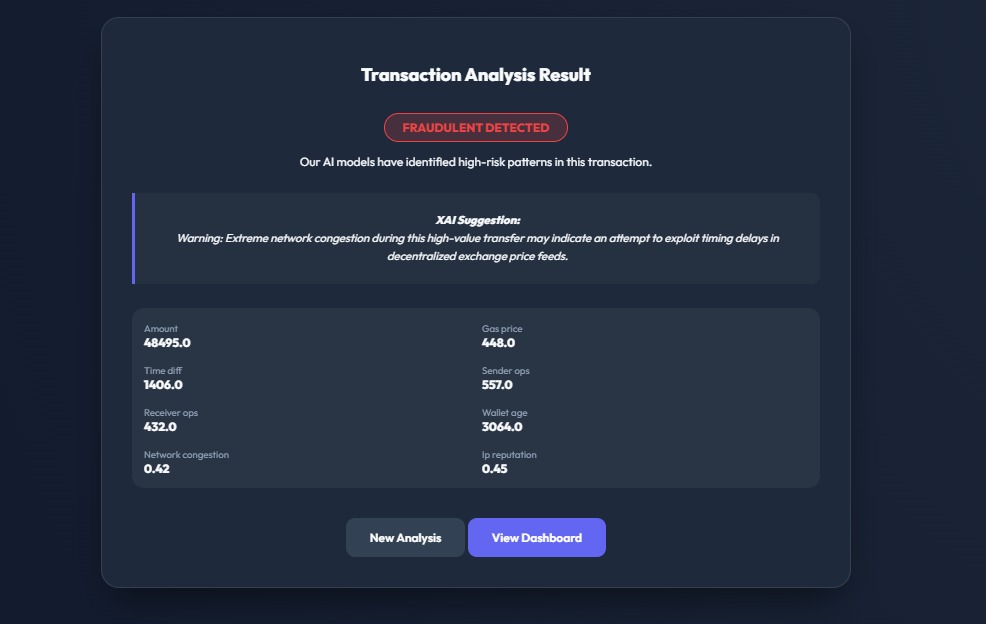 Transaction Analysis Result
FRAUDULENT DETECTED
Our AI models have identified high-risk patterns in this transaction.
XAI Suggestion:
Warning: Extreme network congestion during this high-value transfer may indicate an attempt to exploit timing delays in
decentralized exchange price feeds.
Amount
48495.0
Gas price
448.0
Time diff
1406.0
Sender ops
557.0
Receiver ops
432.0
Wallet age
3064.0
Network congestion
0.42
Ip reputation
0.45
New Analysis
View Dashboard